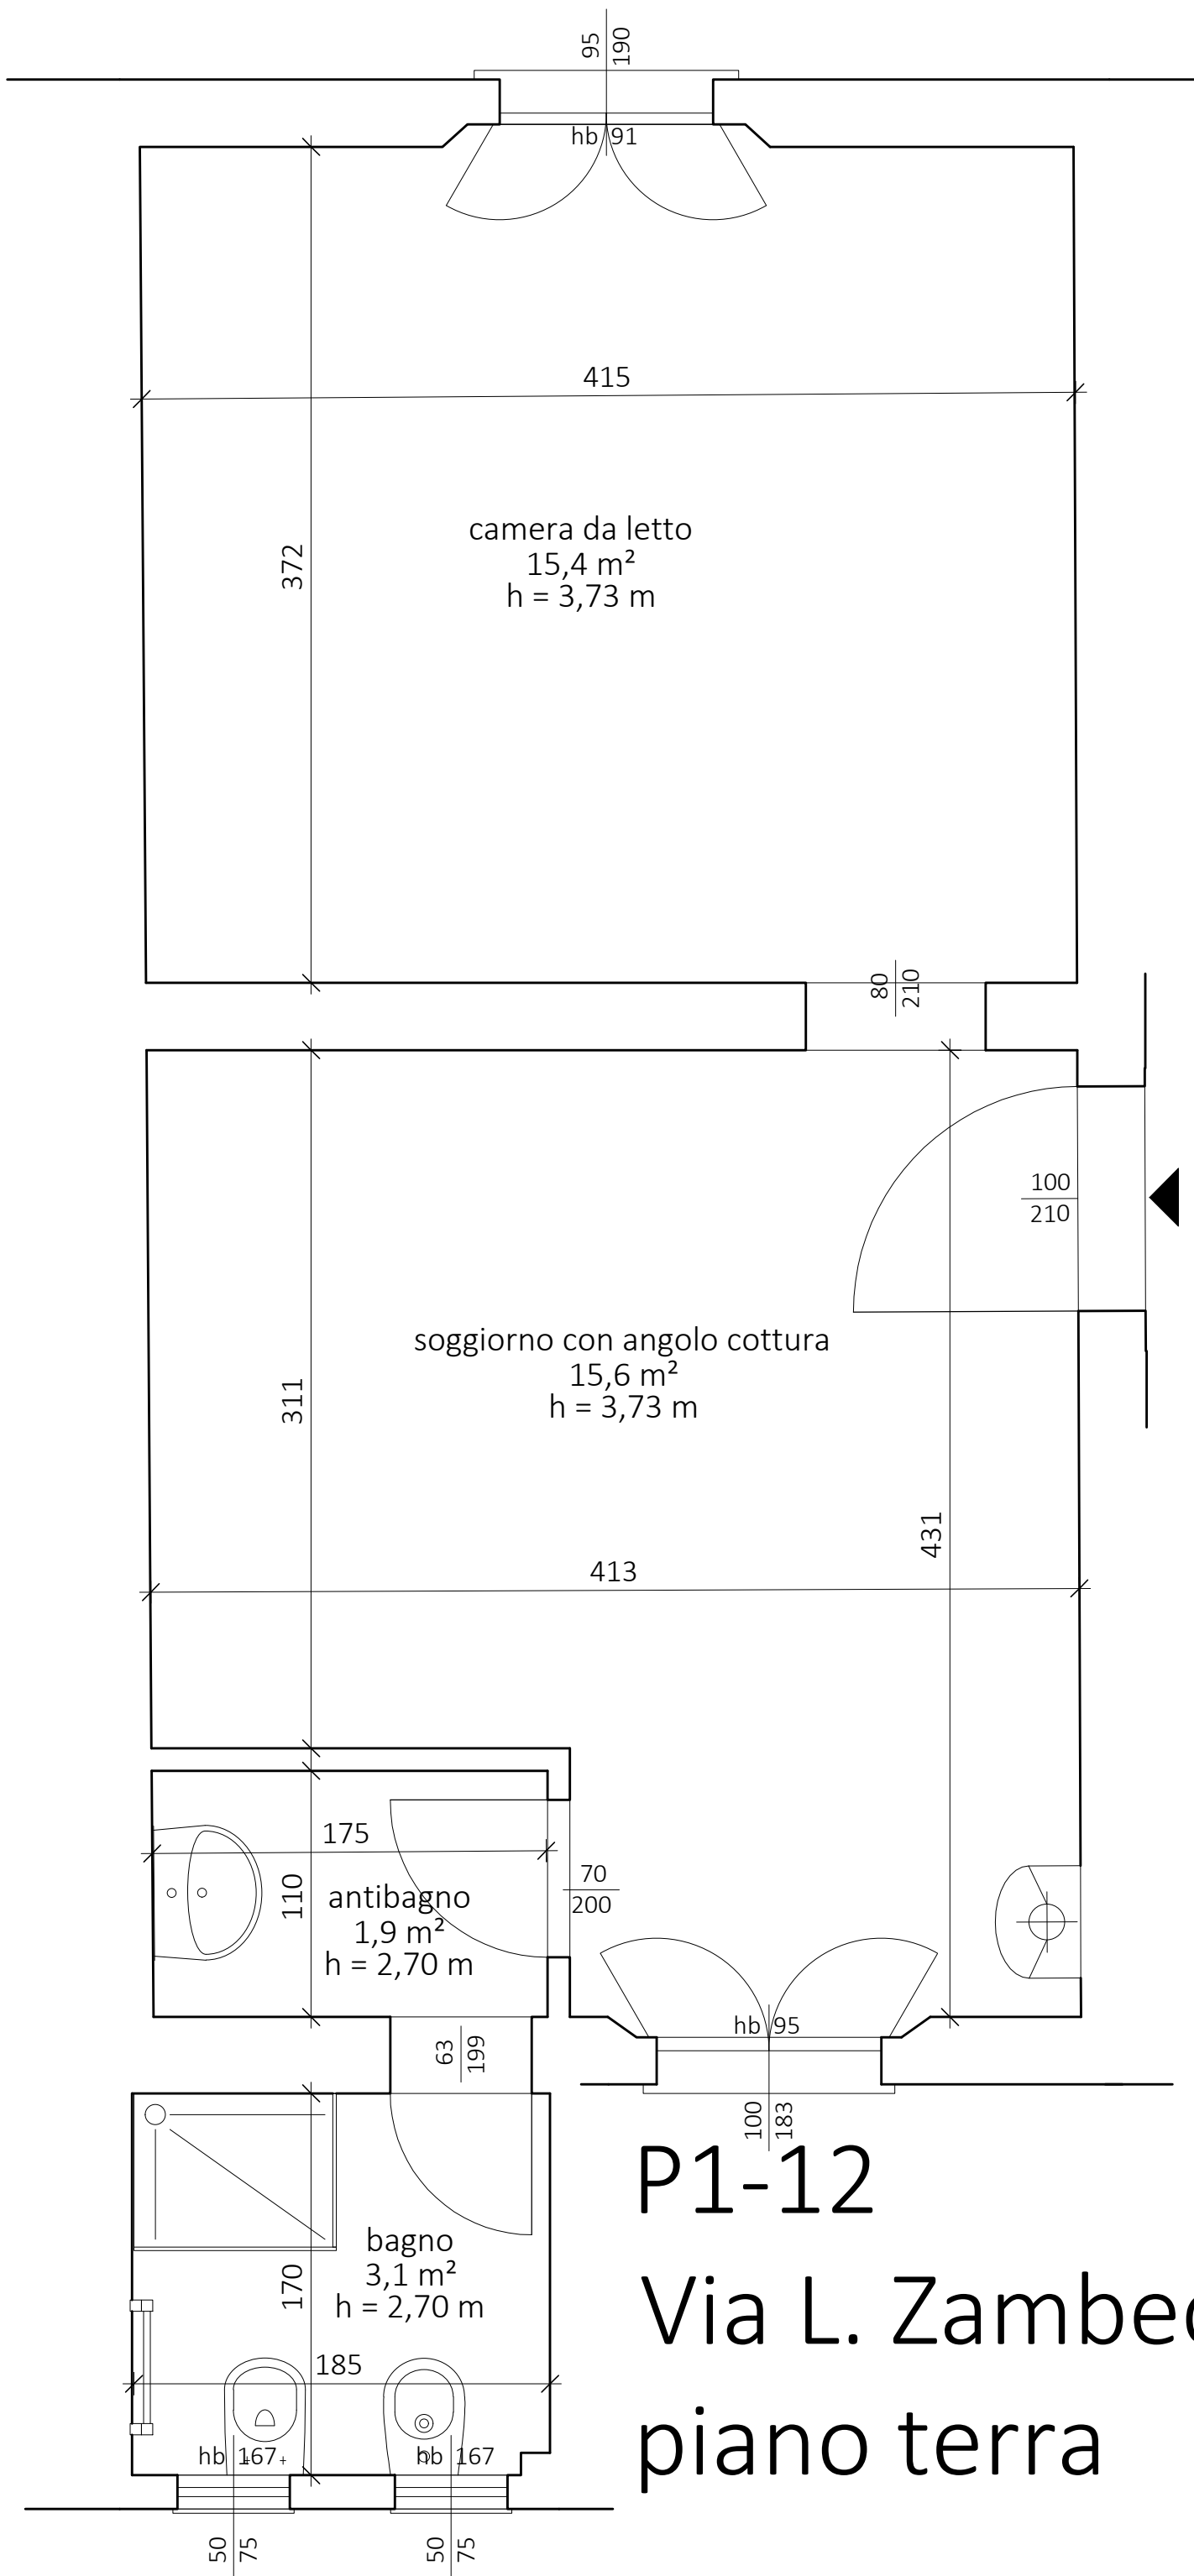 95
190
hb 91
415
372
camera da letto
15,4 m²
h = 3,73 m
80
210
100
210
soggiorno con angolo cottura
15,6 m²
h = 3,73 m
311
431
413
175
110
antibagno
1,9 m²
h = 2,70 m
70
200
63
199
hb 95
100
183
P1-12
bagno
3,1 m²
h = 2,70 m
170
Via L. Zambec
185
piano terra
hb 167
hb 167
50
75
50
75